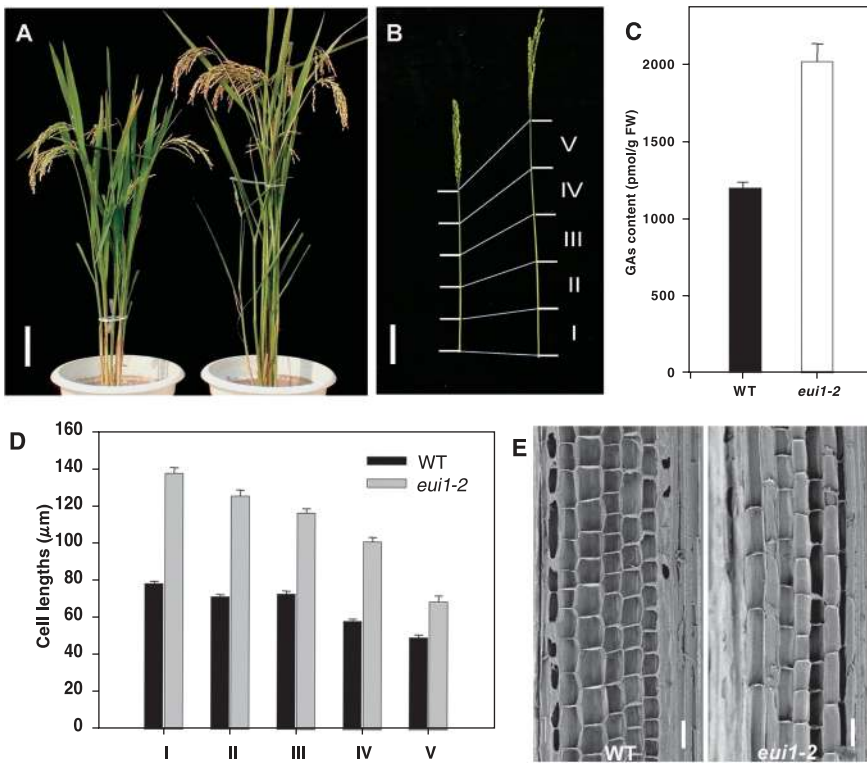 A
B
V
IV
III
II
I
C
GAs content (pmol/g FW)
2000
1500
1000
500
0
WT
eui1-2
D
Cell lengths (μm)
160
140
120
100
80
60
40
20
0
WT
eui1-2
I
II
III
IV
V
E
WT
eui1-2